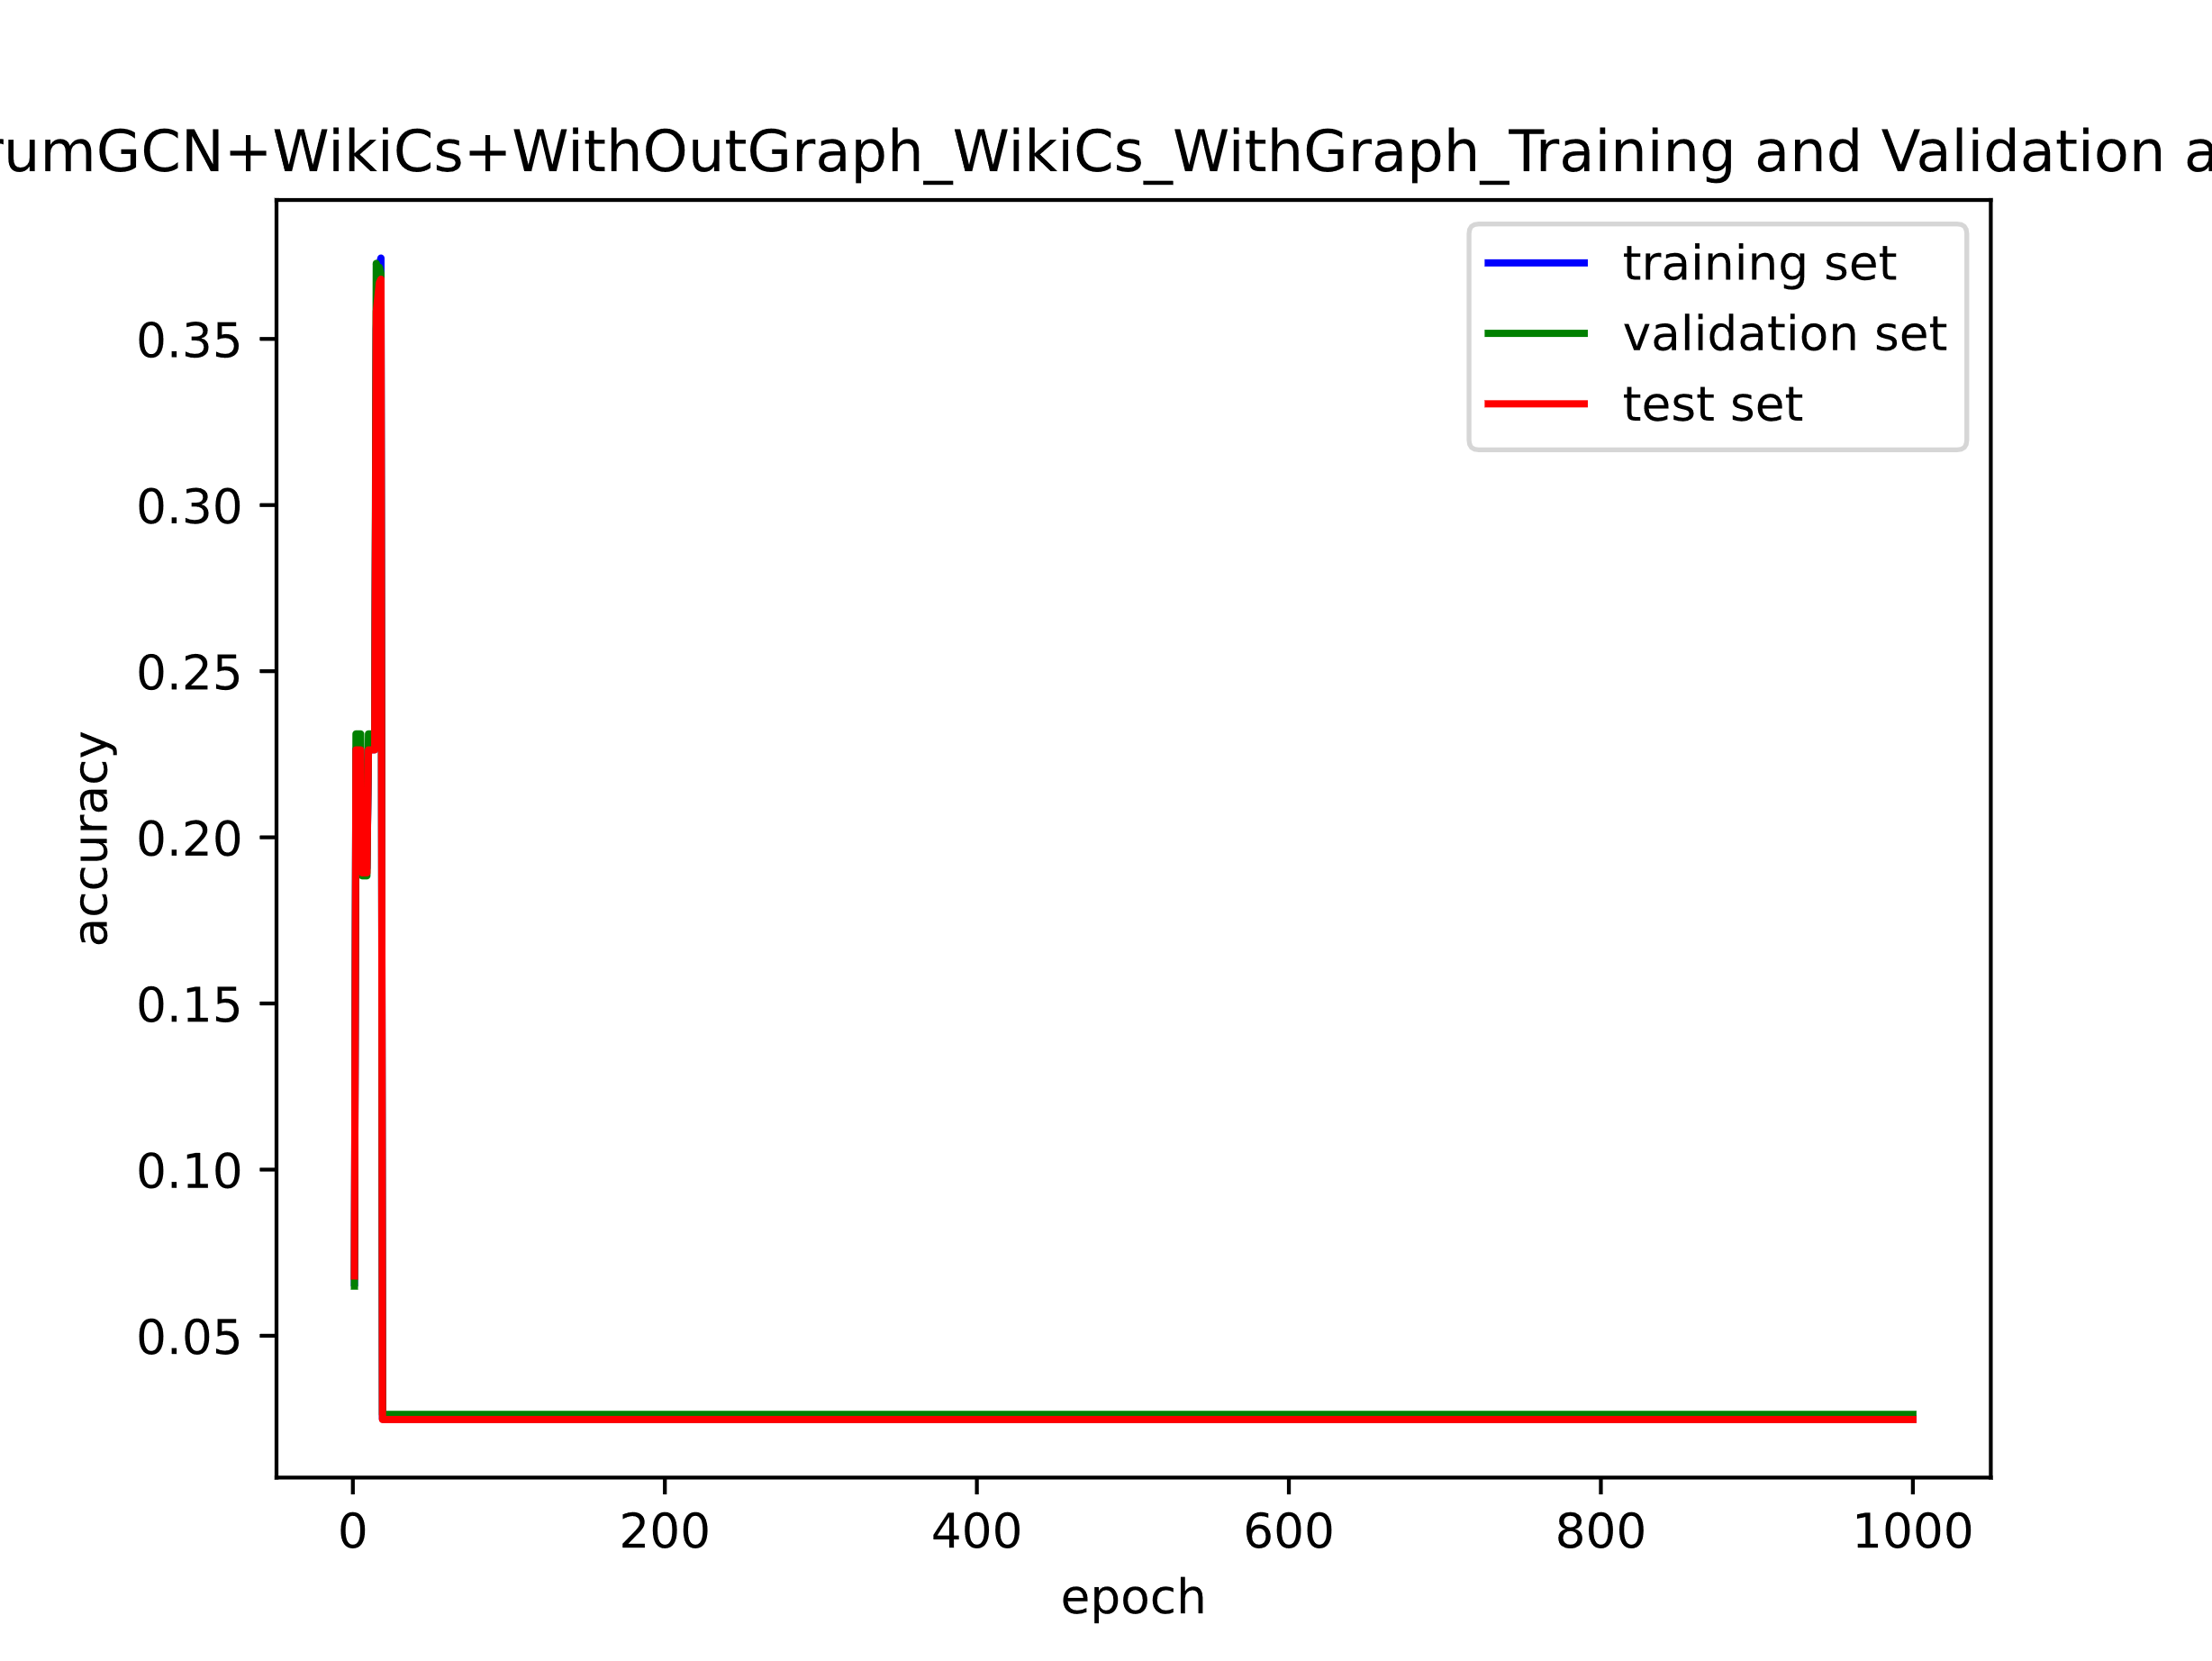 umGCN+WikiCs+WithOutGraph_WikiCs_WithGraph_Training and Validation a
training set
validation set
test set
0.35
0.30
0.25
0.20
0.15
0.10
0.05
accuracy
0 200 400 600 800 1000
epoch